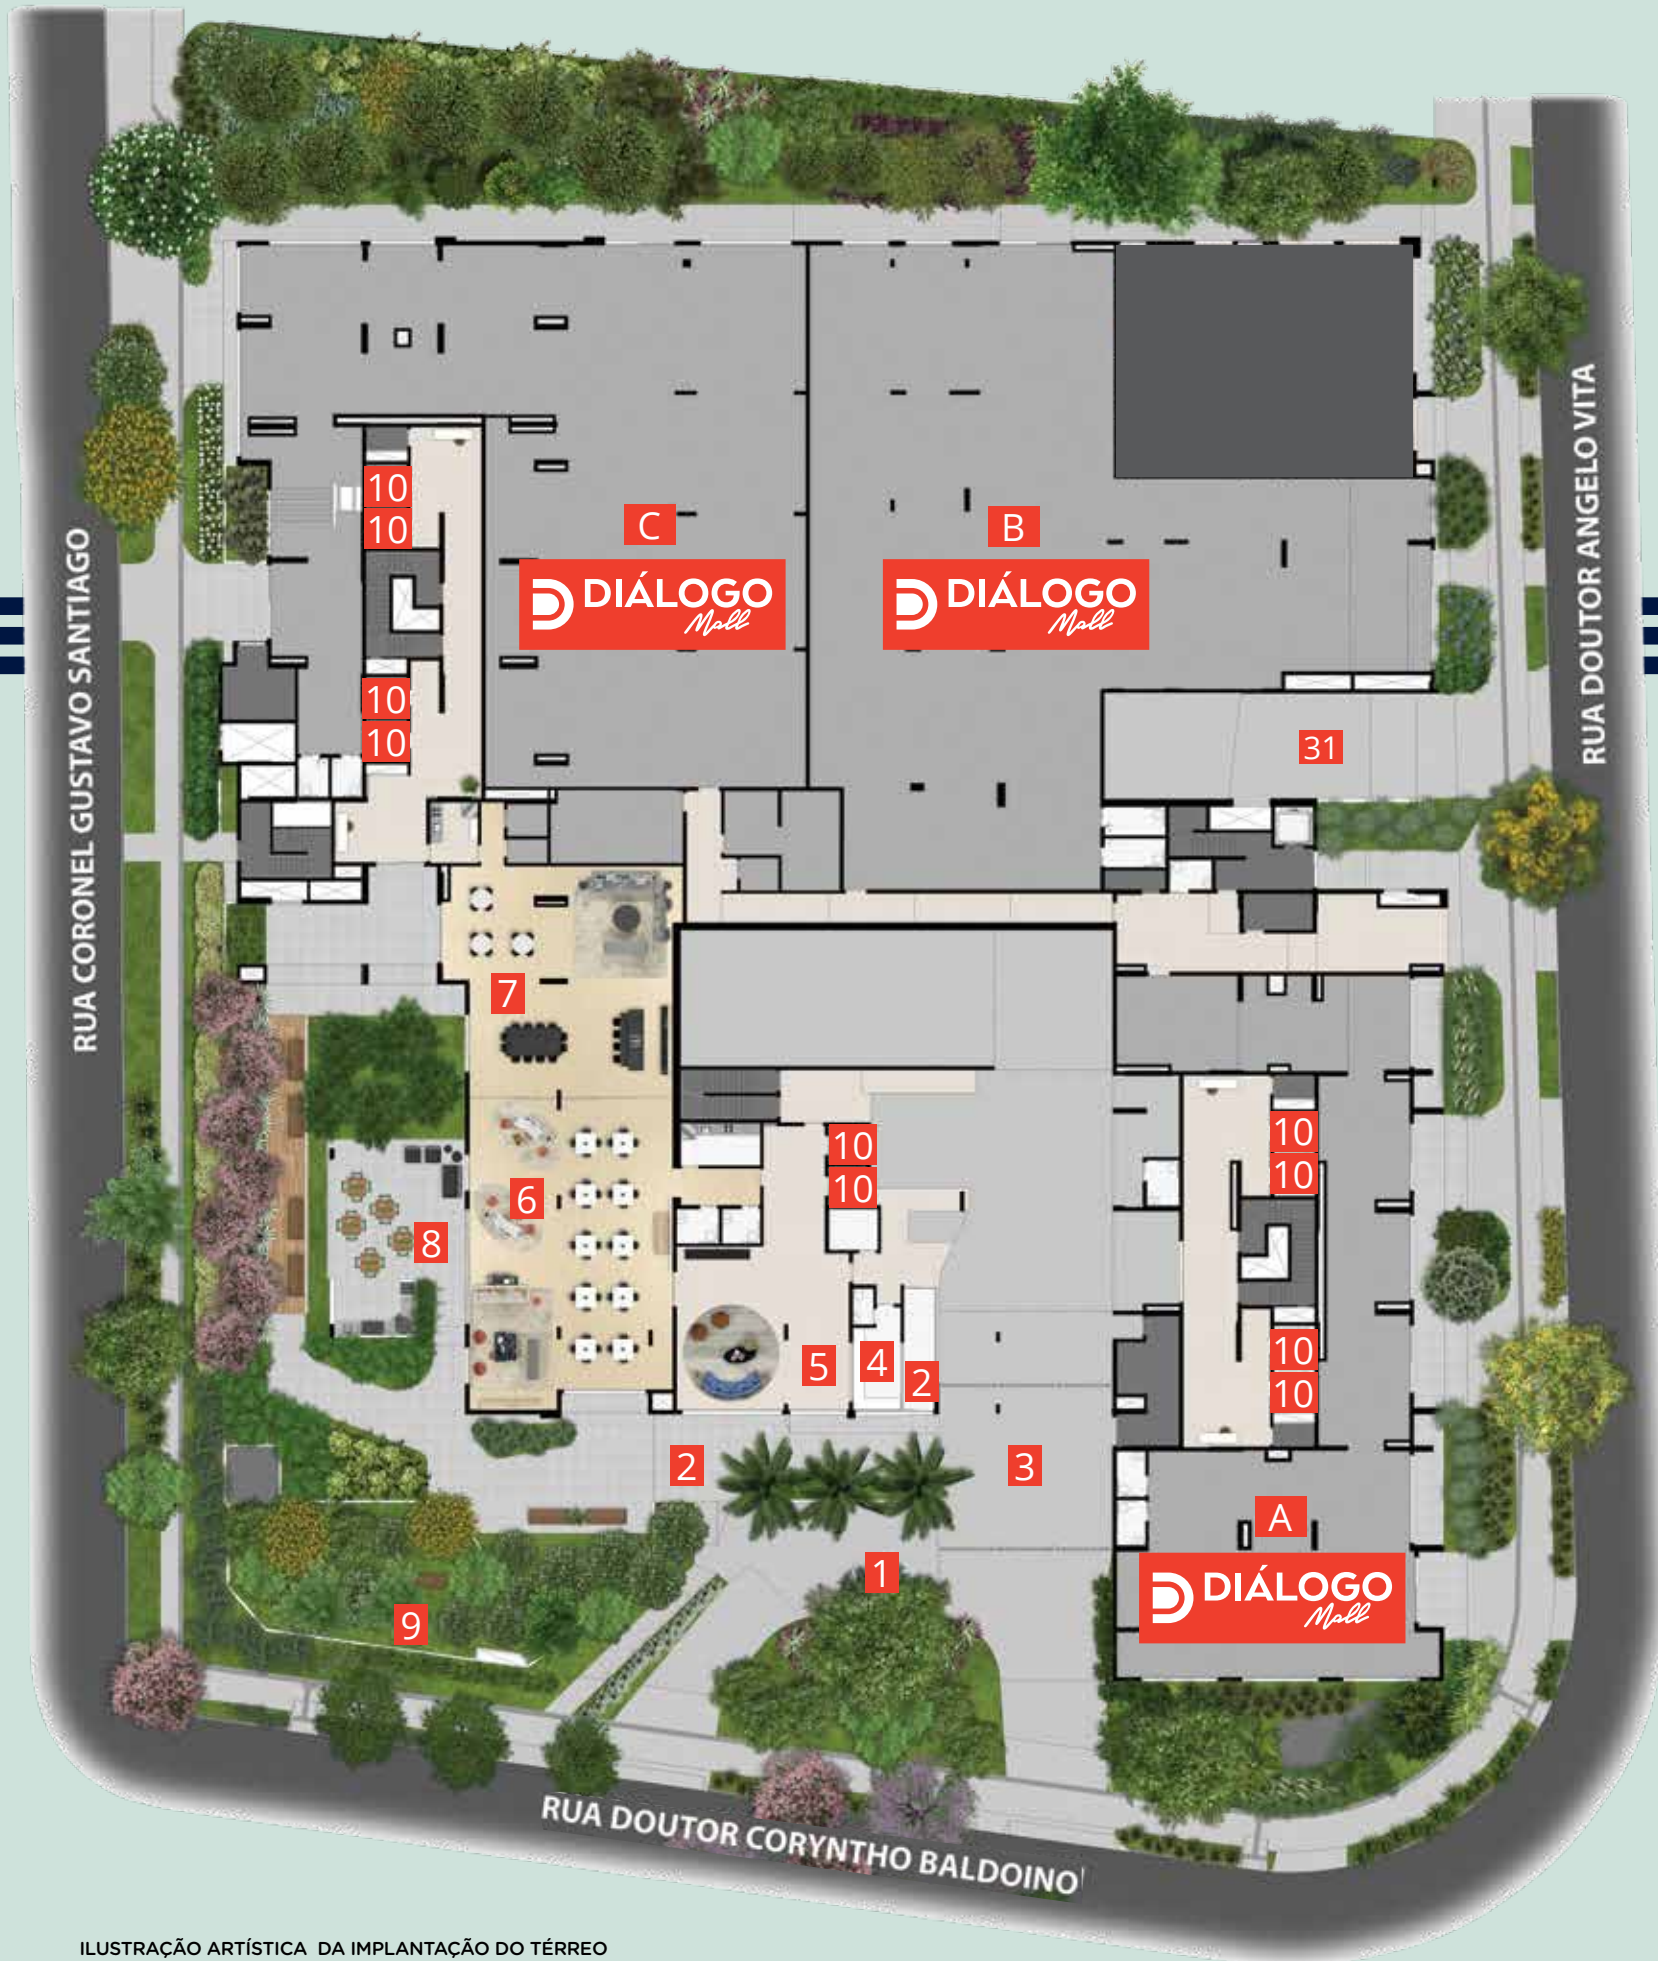 10
10
C
DIÁLOGO
Mall
B
DIÁLOGO
Mall
RUA DOUTOR ANGELO VITA
RUA CORONEL GUSTAVO SANTIAGO
10
10
31
7
10
10
10
10
6
8
10
10
5
4
2
2
3
A
DIÁLOGO
Mall
1
9
RUA DOUTOR CORYNTHO BALDOINO
ILUSTRAÇÃO ARTÍSTICA DA IMPLANTAÇÃO DO TÉRREO